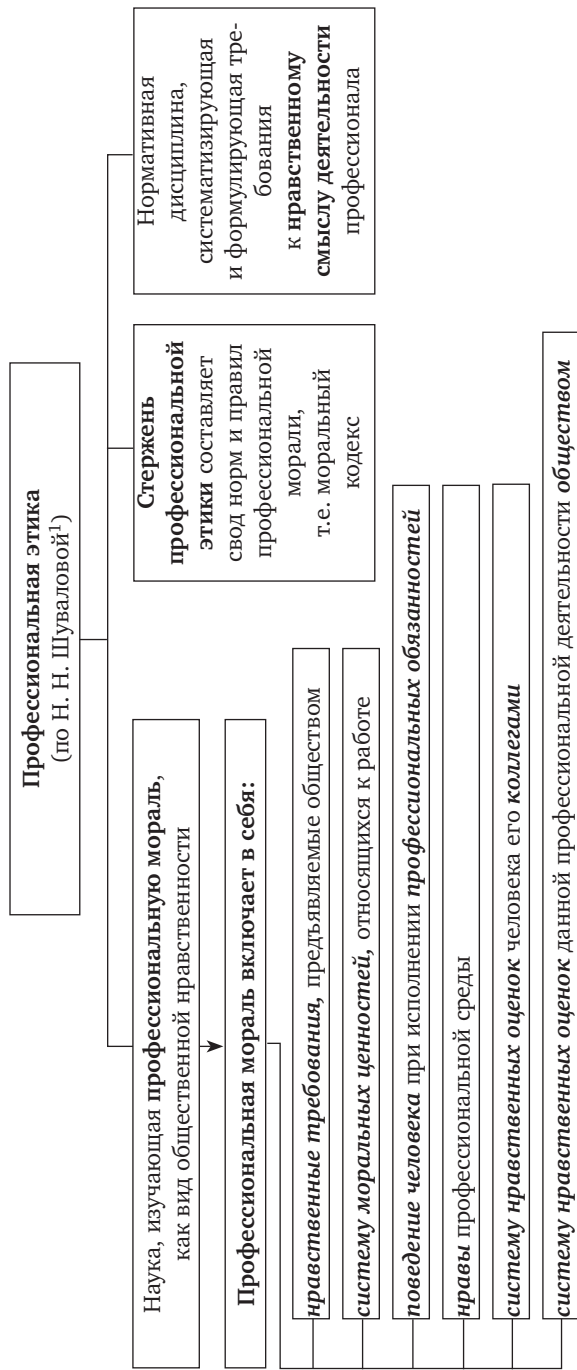 Профессиональная этика
(по Н. Н. Шуваловой¹)
Наука, изучающая профессиональную мораль,
как вид общественной нравственности
Профессиональная мораль включает в себя:
нравственные требования, предъявляемые обществом
систему моральных ценностей, относящихся к работе
поведение человека при исполнении профессиональных обязанностей
нравы профессиональной среды
систему нравственных оценок человека его коллегами
систему нравственных оценок данной профессиональной деятельности обществом
Стержень
профессиональной
этики составляет
свод норм и правил
профессиональной
морали,
т.е. моральный
кодекс
Нормативная
дисциплина,
систематизирующая
и формулирующая тре-
бования
к нравственному
смыслу деятельности
профессионала